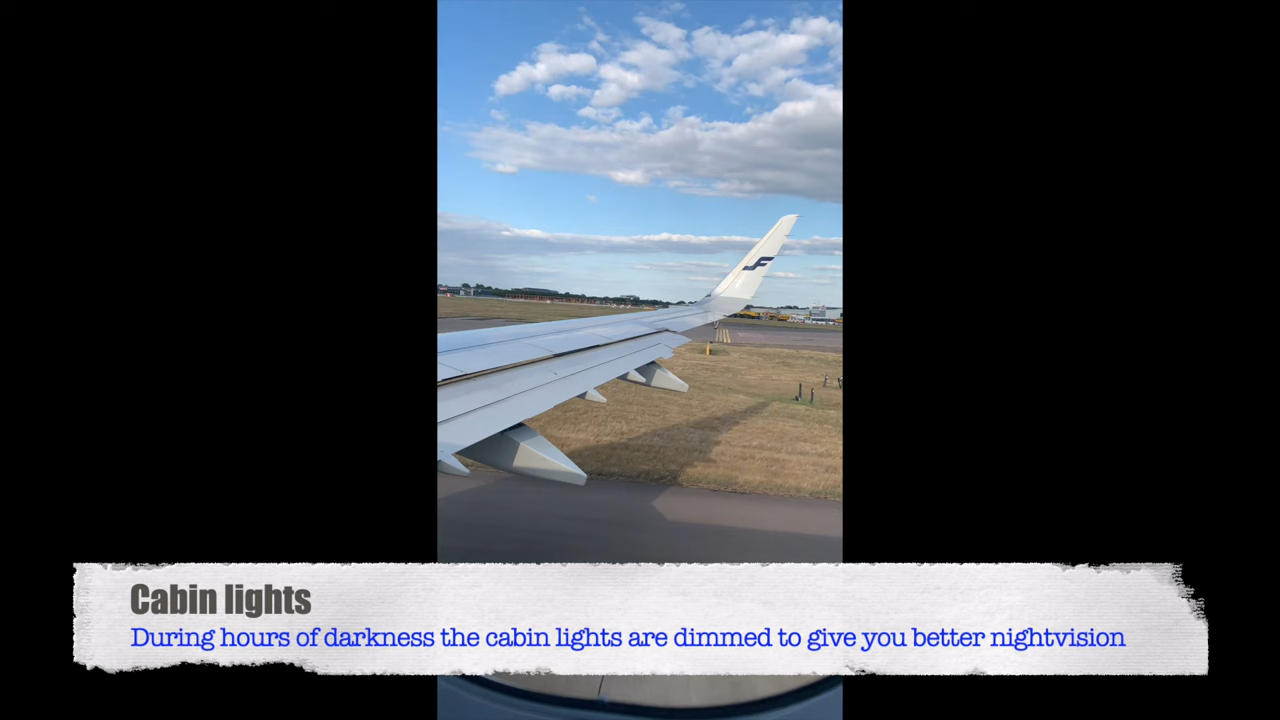 Cabin lights
During hours of darkness the cabin lights are dimmed to give you better nightvision